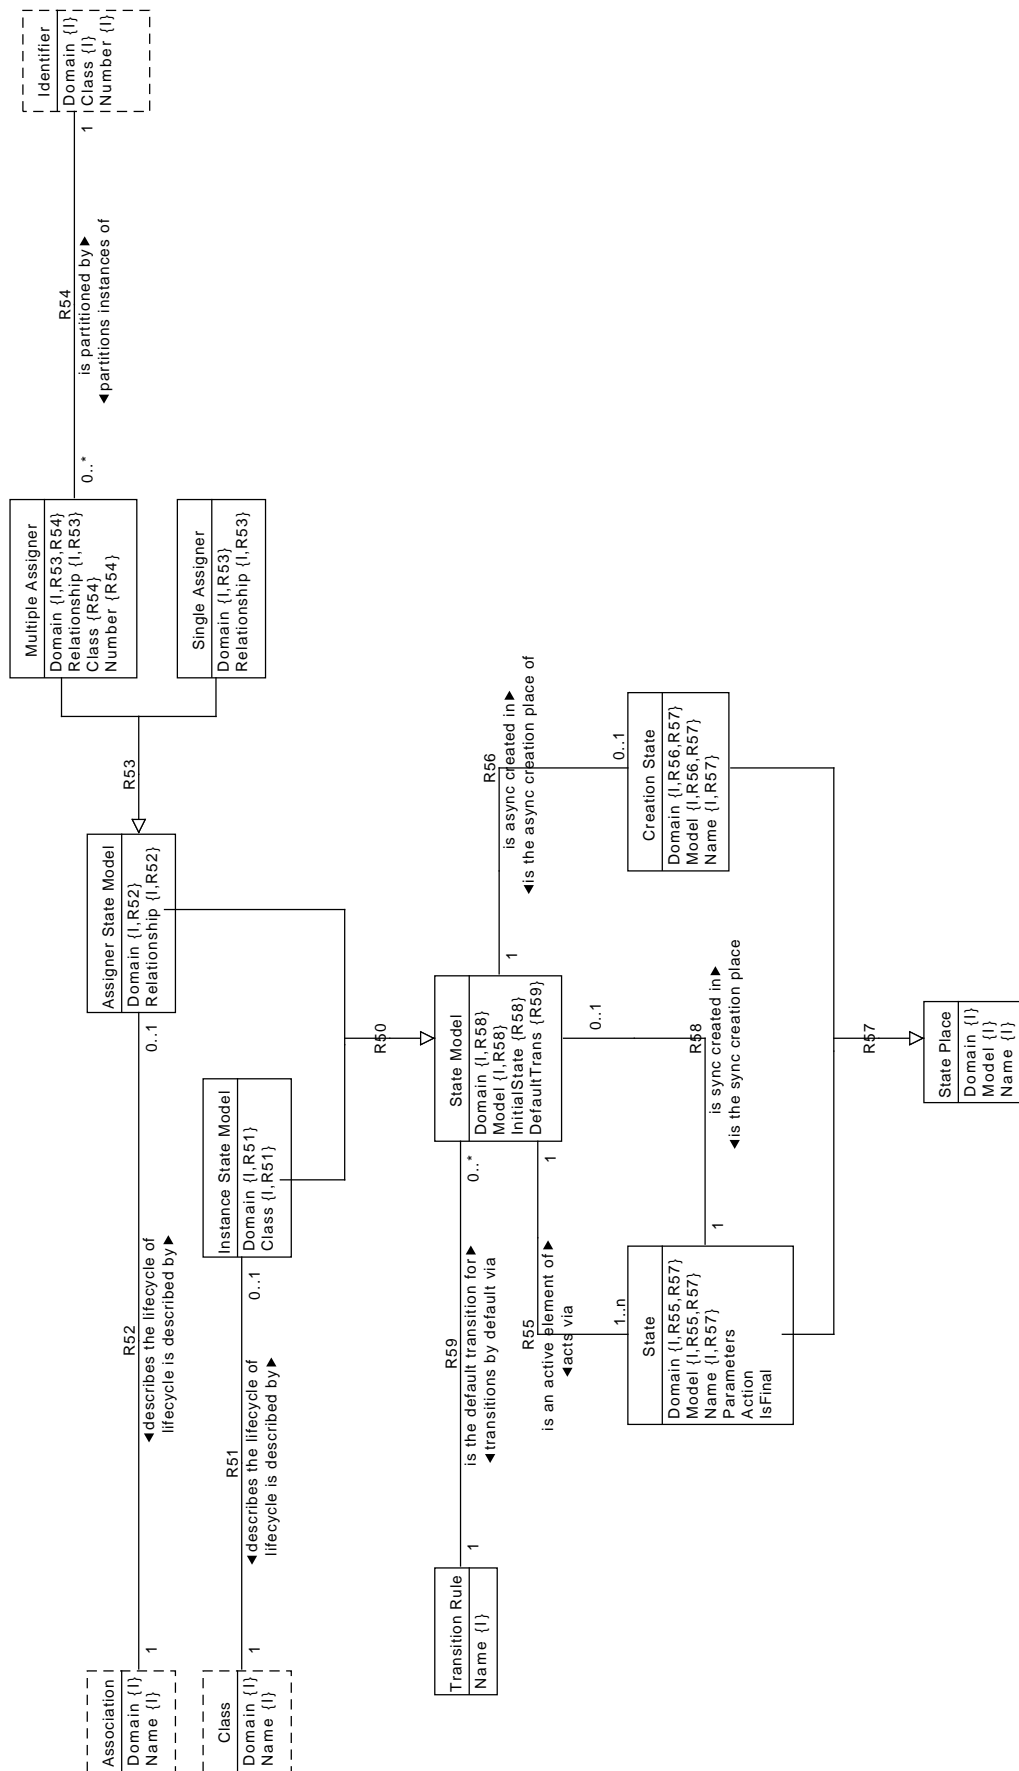 Association
Domain {I}
Name {I}
1
R52
◄describes the lifecycle of
lifecycle is described by►
0..1
Assigner State Model
Domain {I,R52}
Relationship {I,R52}
R53
Multiple Assigner
Domain {I,R53,R54}
Relationship {I,R53}
Class {R54}
Number {R54}
0..*
R54
is partitioned by►
◄partitions instances of
1
Identifier
Domain {I}
Class {I}
Number {I}
Single Assigner
Domain {I,R53}
Relationship {I,R53}
Class
Domain {I}
Name {I}
1
R51
◄describes the lifecycle of
lifecycle is described by►
0..1
Instance State Model
Domain {I,R51}
Class {I,R51}
R50
Transition Rule
Name {I}
1
R59
is the default transition for►
◄transitions by default via
0..*
State Model
Domain {I,R58}
Model {I,R58}
InitialState {R58}
DefaultTrans {R59}
1
R56
is async created in►
◄is the async creation place of
0..1
1
R55
is an active element of►
◄acts via
1..n
0..1
R58
is sync created in►
◄is the sync creation place
1
State
Domain {I,R55,R57}
Model {I,R55,R57}
Name {I,R57}
Parameters
Action
IsFinal
Creation State
Domain {I,R56,R57}
Model {I,R56,R57}
Name {I,R57}
R57
State Place
Domain {I}
Model {I}
Name {I}